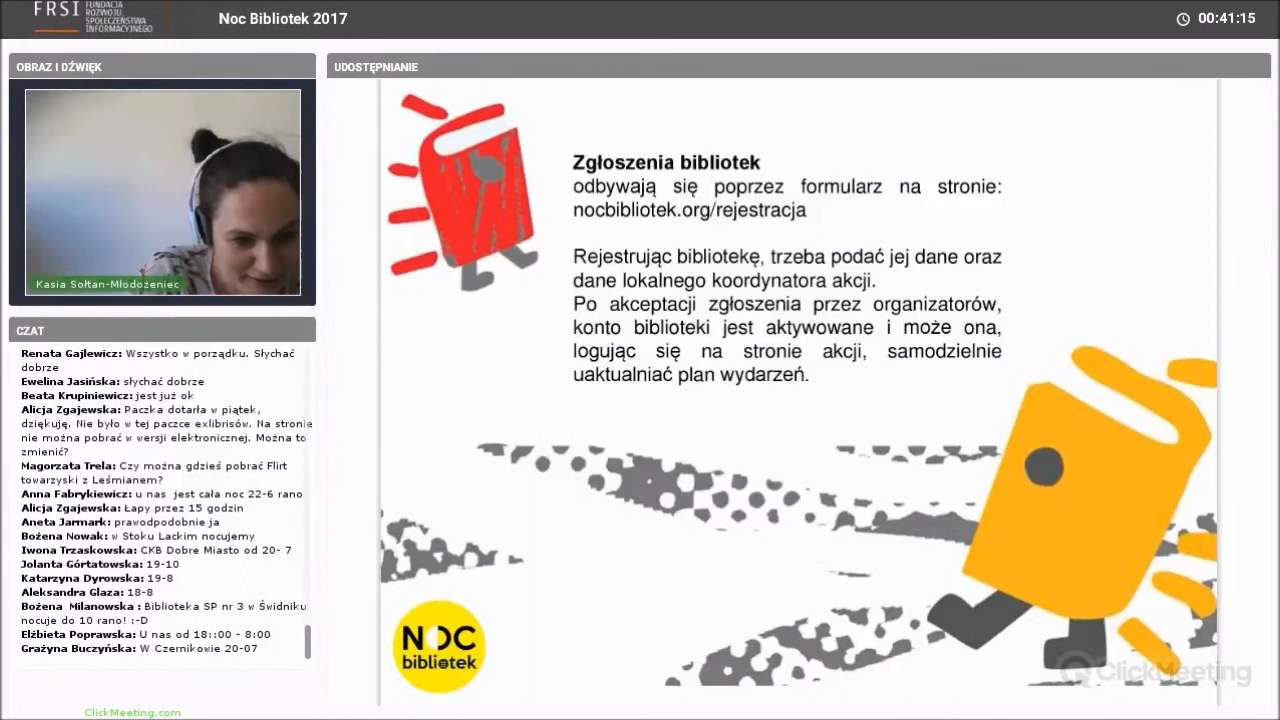 FRSI FUNDACJA
ROZWOJU
SPOŁECZEŃSTWA
INFORMACYJNEGO
Noc Bibliotek 2017
00:41:15
OBRAZ I DŹWIĘK
Kasia Sołtan-Młodożeniec
CZAT
Renata Gajlewicz: Wszystko w porządku. Słychać
dobrze
Ewelina Jasińska: słychać dobrze
Beata Krupiniewicz: jest już ok
Alicja Zgajewska: Paczka dotarła w piątek,
dziękuję. Nie było w tej paczce exlibrisów. Na stronie
nie można pobrać w wersji elektronicznej. Można to
zmienić?
Magorzata Trela: Czy można gdzieś pobrać Flirt
towarzyski z Leśmianem?
Anna Fabrykiewicz: u nas jest cała noc 22-6 rano
Alicja Zgajewska: Łapy przez 15 godzin
Aneta Jarmark: prawodpodobnie ja
Bożena Nowak: w Stoku Lackim nocujemy
Iwona Trzaskowska: CKB Dobre Miasto od 20- 7
Jolanta Górtatowska: 19-10
Katarzyna Dyrowska: 19-8
Aleksandra Glaza: 18-8
Bożena Milanowska : Biblioteka SP nr 3 w Świdniku
nocuje do 10 rano! :-D
Elżbieta Poprawska: U nas od 18::00 - 8:00
Grażyna Buczyńska: W Czernikowie 20-07
ClickMeeting.com
UDOSTĘPNIANIE
Zgłoszenia bibliotek
odbywają się poprzez formularz na stronie:
nocbibliotek.org/rejestracja
Rejestrując bibliotekę, trzeba podać jej dane oraz
dane lokalnego koordynatora akcji.
Po akceptacji zgłoszenia przez organizatorów,
konto biblioteki jest aktywowane i może ona,
logując się na stronie akcji, samodzielnie
uaktualniać plan wydarzeń.
NOC
bibliotek
ClickMeeting